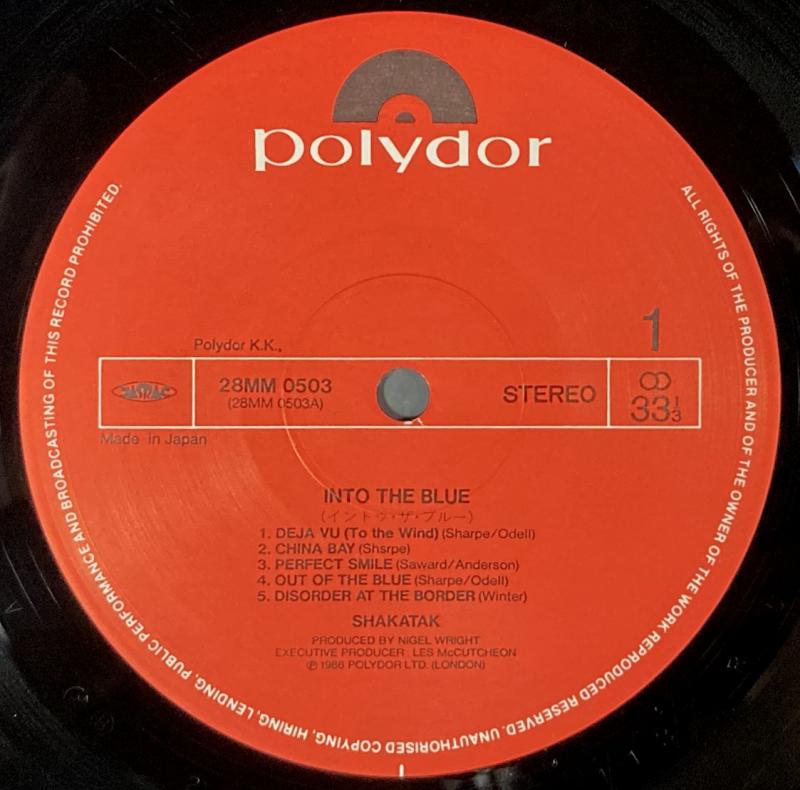 polydor
ALL RIGHTS OF THE PRODUCER AND OF THE OWNER OF THE WORK REPRODUCED RESERVED. UNAUTHORISED COPYING, HIRING, LENDING, PUBLIC PERFORMANCE AND BROADCASTING OF THIS RECORD PROHIBITED.
1
Polydor K.K.,
JASRAC
28MM 0503
(28MM 0503A)
STEREO
33 1/3
Made in Japan
INTO THE BLUE
(イントゥ・ザ・ブルー)
1. DEJA VU (To the Wind) (Sharpe/Odell)
2. CHINA BAY (Shsrpe)
3. PERFECT SMILE (Saward/Anderson)
4. OUT OF THE BLUE (Sharpe/Odell)
5. DISORDER AT THE BORDER (Winter)
SHAKATAK
PRODUCED BY NIGEL WRIGHT
EXECUTIVE PRODUCER : LES McCUTCHEON
℗ 1986 POLYDOR LTD. (LONDON)